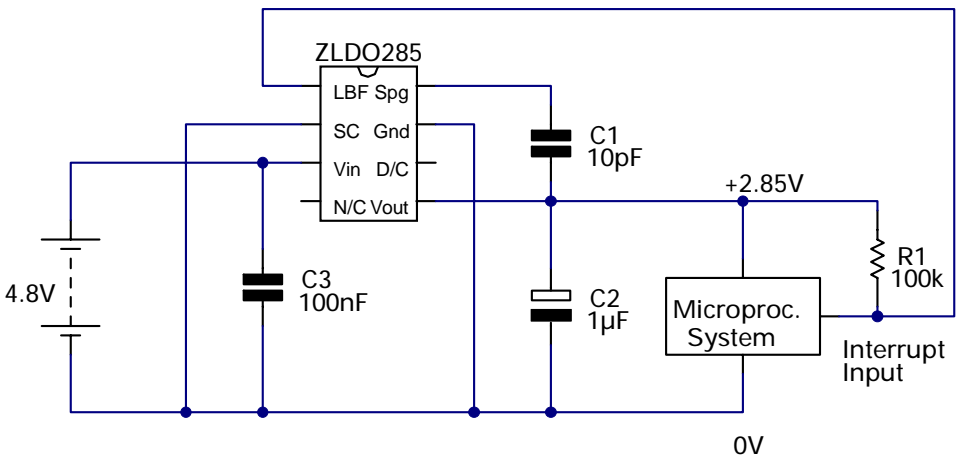 ZLDO285
LBF Spg
SC Gnd
Vin D/C
N/C Vout
C1
10pF
+2.85V
4.8V
C3
100nF
C2
1µF
R1
100k
Microproc.
System
Interrupt
Input
0V